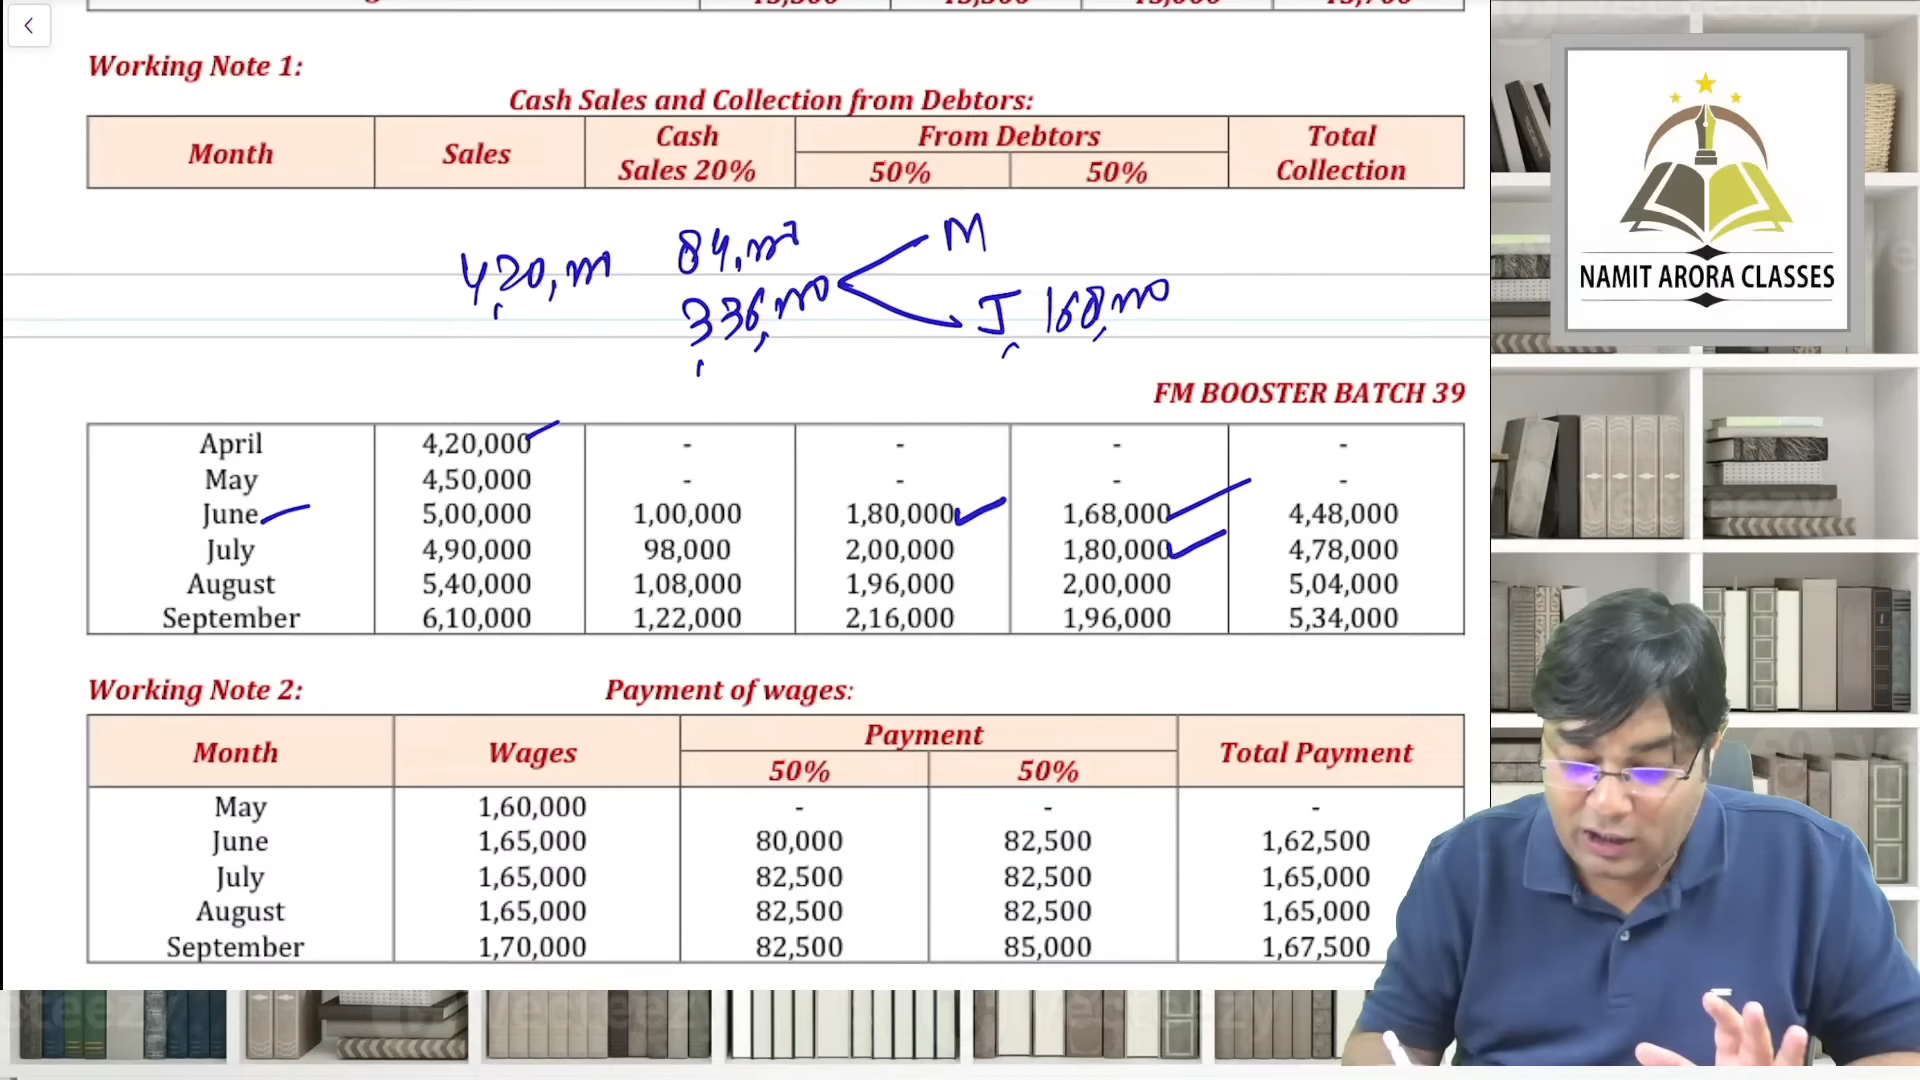 Working Note 1:
Cash Sales and Collection from Debtors:
Month Sales Cash Sales 20% From Debtors Total Collection
50% 50%
84,000
M
420,000
336,000
J 168,000
FM BOOSTER BATCH 39
April 4,20,000 - - - -
May 4,50,000 - - - -
June 5,00,000 1,00,000 1,80,000 1,68,000 4,48,000
July 4,90,000 98,000 2,00,000 1,80,000 4,78,000
August 5,40,000 1,08,000 1,96,000 2,00,000 5,04,000
September 6,10,000 1,22,000 2,16,000 1,96,000 5,34,000
Working Note 2: Payment of wages:
Month Wages Payment Total Payment
50% 50%
May 1,60,000 - - -
June 1,65,000 80,000 82,500 1,62,500
July 1,65,000 82,500 82,500 1,65,000
August 1,65,000 82,500 82,500 1,65,000
September 1,70,000 82,500 85,000 1,67,500
NAMIT ARORA CLASSES